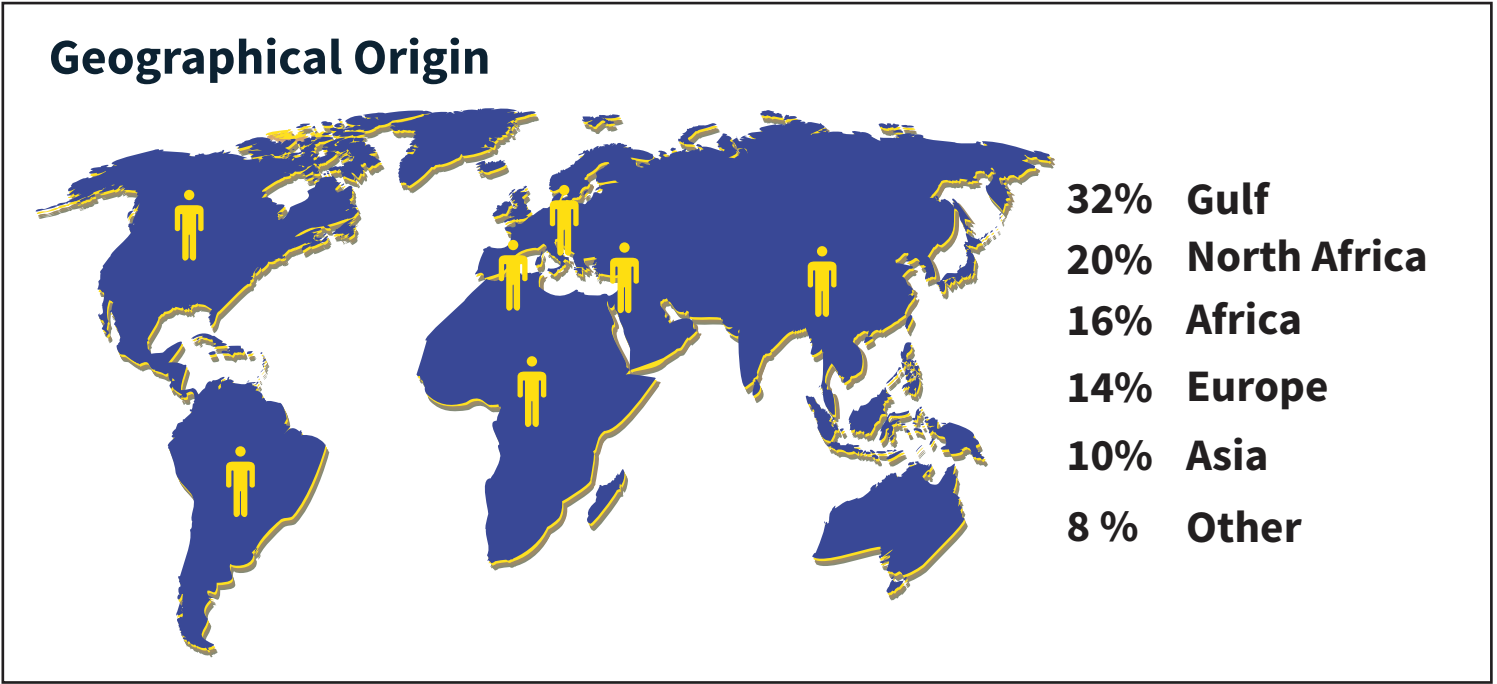 Geographical Origin
32% Gulf
20% North Africa
16% Africa
14% Europe
10% Asia
8 % Other